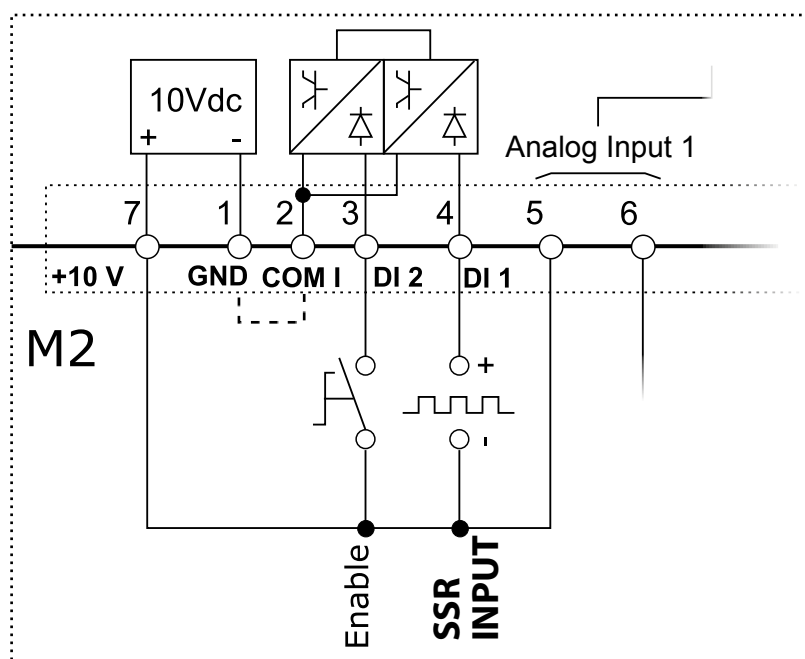 10Vdc
+ -
Analog Input 1
7 1 2 3 4 5 6
+10 V GND COM I DI 2 DI 1
M2
+
-
Enable
SSR
INPUT